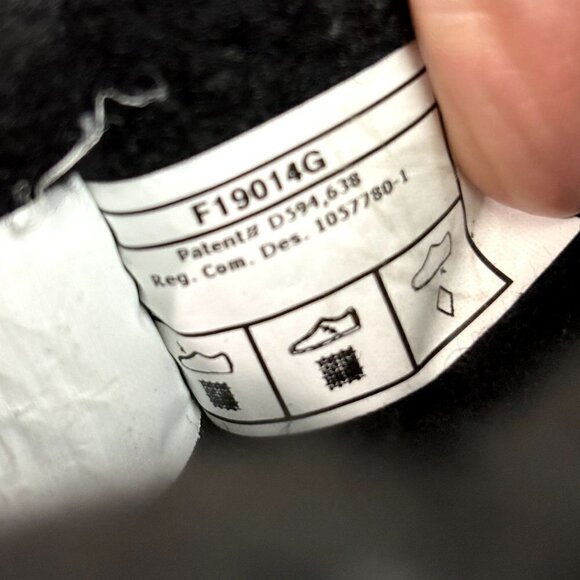 F19014G
Patent# D594,638
Reg. Com. Des. 1057780-1